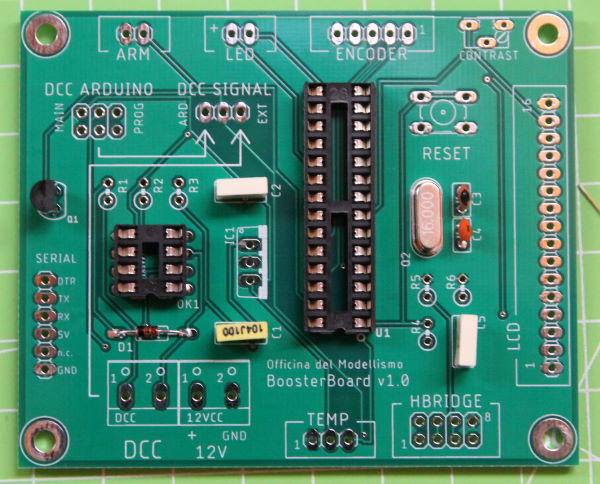 ARM
+ LED
ENCODER 1
CONTRAST
DCC ARDUINO
DCC SIGNAL
MAIN
PROG
ARD
EXT
16
RESET
R1
R2
R3
C2
C3
C4
16.000
Q1
IC1
Q2
SERIAL
DTR
TX
RX
5V
n.c.
GND
OK1
R5
R6
D1
104J100
C1
U1
R4
C5
LCD
1
Officina del Modellismo
BoosterBoard v1.0
1 2 1 2
DCC 12VCC
+ GND
DCC 12V
TEMP
1
HBRIDGE
8
1